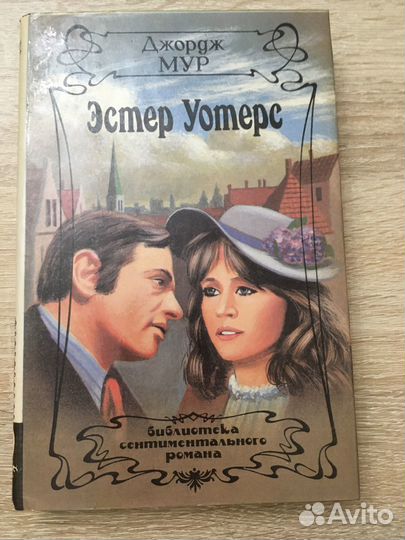 Джордж
МУР
Эстер Уотерс
библиотека
сентиментального
романа
Avito